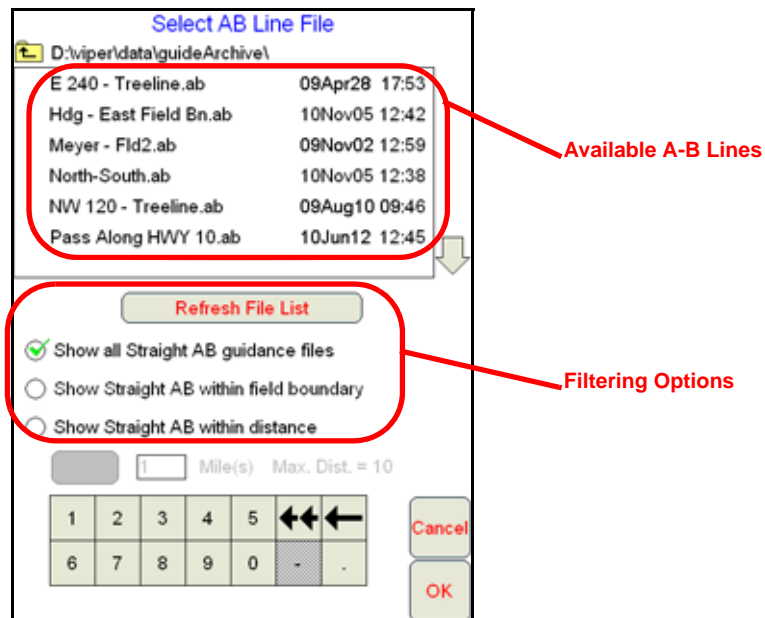 Select AB Line File
D:\viper\data\guideArchive\
E 240 - Treeline.ab 09Apr28 17:53
Hdg - East Field Bn.ab 10Nov05 12:42
Meyer - Fld2.ab 09Nov02 12:59
North-South.ab 10Nov05 12:38
NW 120 - Treeline.ab 09Aug10 09:46
Pass Along HWY 10.ab 10Jun12 12:45
Available A-B Lines
Refresh File List
Show all Straight AB guidance files
Show Straight AB within field boundary
Show Straight AB within distance
Filtering Options
1 Mile(s) Max. Dist. = 10
1 2 3 4 5
Cancel
6 7 8 9 0 - .
OK